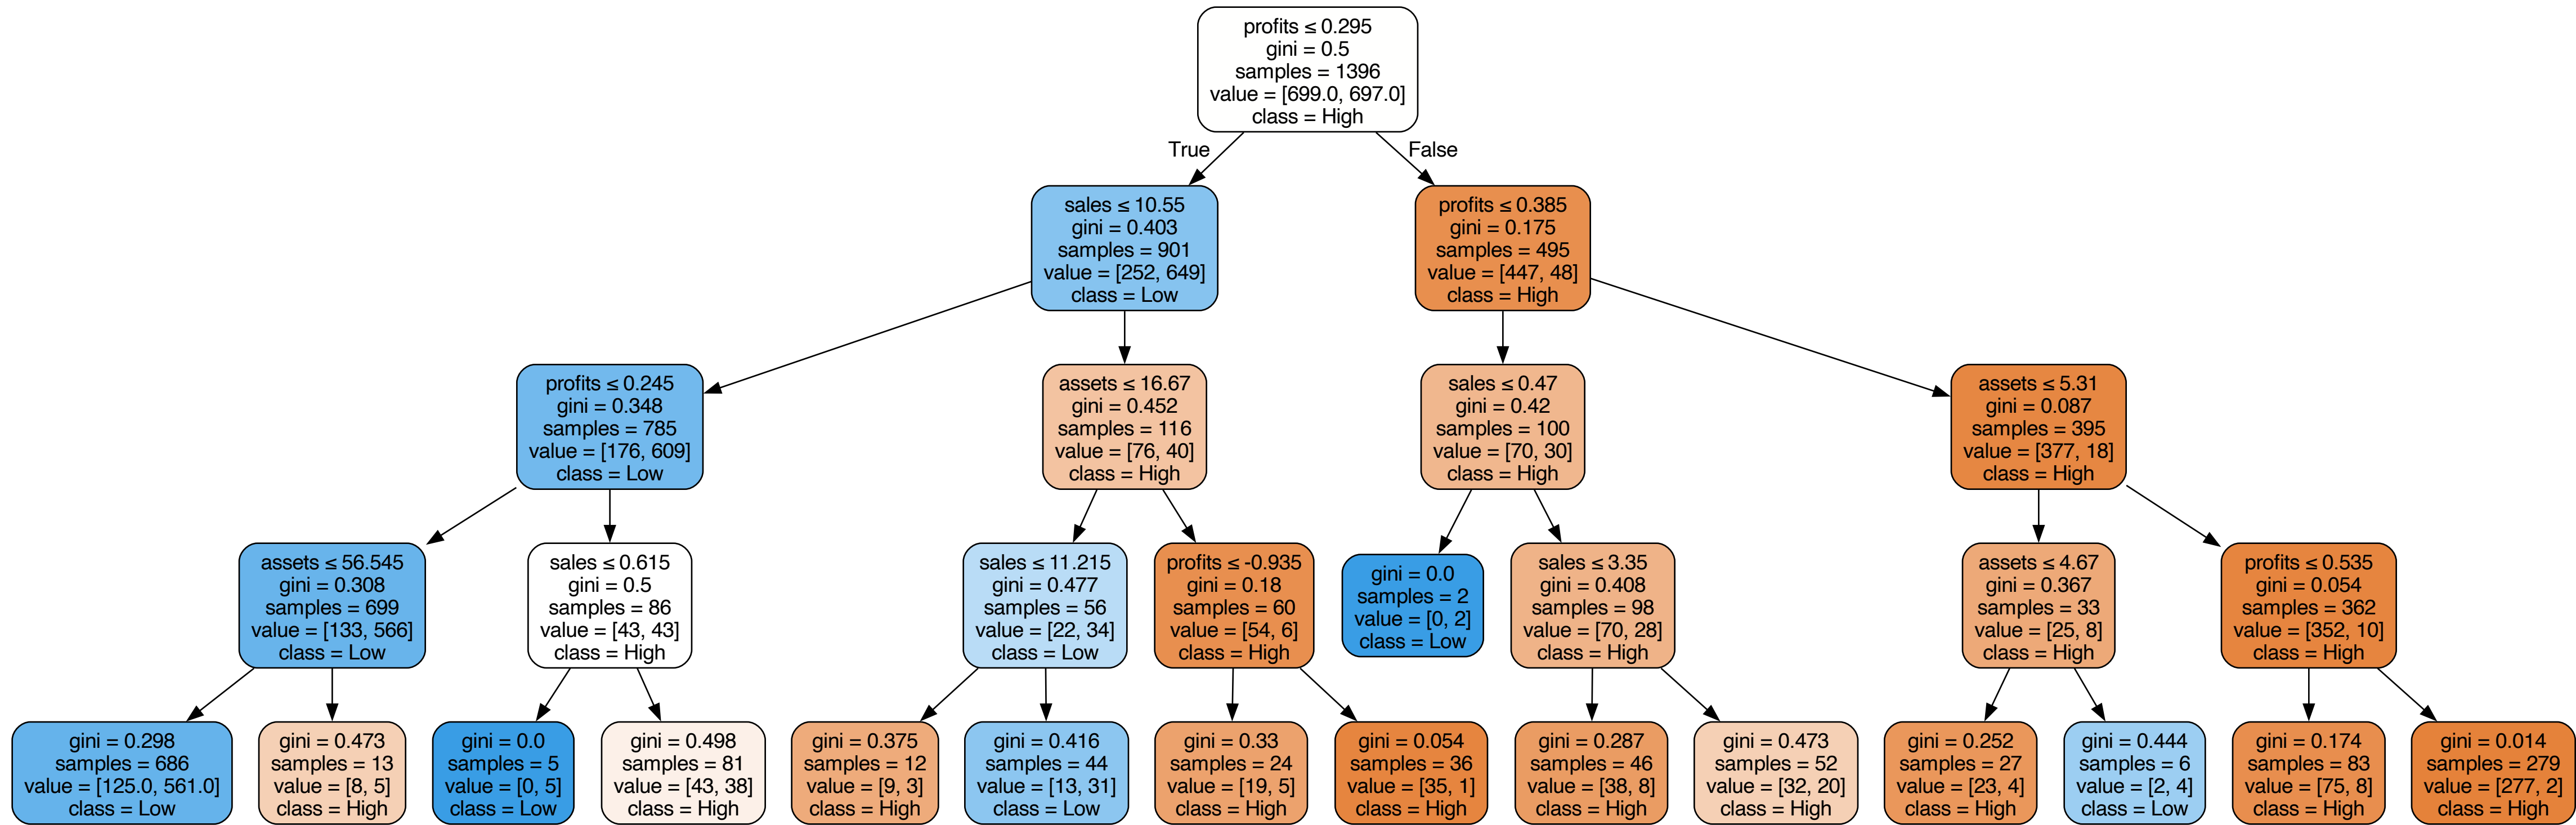 profits ≤ 0.295
gini = 0.5
samples = 1396
value = [699.0, 697.0]
class = High
True
False
sales ≤ 10.55
gini = 0.403
samples = 901
value = [252, 649]
class = Low
profits ≤ 0.385
gini = 0.175
samples = 495
value = [447, 48]
class = High
profits ≤ 0.245
gini = 0.348
samples = 785
value = [176, 609]
class = Low
assets ≤ 16.67
gini = 0.452
samples = 116
value = [76, 40]
class = High
sales ≤ 0.47
gini = 0.42
samples = 100
value = [70, 30]
class = High
assets ≤ 5.31
gini = 0.087
samples = 395
value = [377, 18]
class = High
assets ≤ 56.545
gini = 0.308
samples = 699
value = [133, 566]
class = Low
sales ≤ 0.615
gini = 0.5
samples = 86
value = [43, 43]
class = High
sales ≤ 11.215
gini = 0.477
samples = 56
value = [22, 34]
class = Low
profits ≤ -0.935
gini = 0.18
samples = 60
value = [54, 6]
class = High
gini = 0.0
samples = 2
value = [0, 2]
class = Low
sales ≤ 3.35
gini = 0.408
samples = 98
value = [70, 28]
class = High
assets ≤ 4.67
gini = 0.367
samples = 33
value = [25, 8]
class = High
profits ≤ 0.535
gini = 0.054
samples = 362
value = [352, 10]
class = High
gini = 0.298
samples = 686
value = [125.0, 561.0]
class = Low
gini = 0.473
samples = 13
value = [8, 5]
class = High
gini = 0.0
samples = 5
value = [0, 5]
class = Low
gini = 0.498
samples = 81
value = [43, 38]
class = High
gini = 0.375
samples = 12
value = [9, 3]
class = High
gini = 0.416
samples = 44
value = [13, 31]
class = Low
gini = 0.33
samples = 24
value = [19, 5]
class = High
gini = 0.054
samples = 36
value = [35, 1]
class = High
gini = 0.287
samples = 46
value = [38, 8]
class = High
gini = 0.473
samples = 52
value = [32, 20]
class = High
gini = 0.252
samples = 27
value = [23, 4]
class = High
gini = 0.444
samples = 6
value = [2, 4]
class = Low
gini = 0.174
samples = 83
value = [75, 8]
class = High
gini = 0.014
samples = 279
value = [277, 2]
class = High